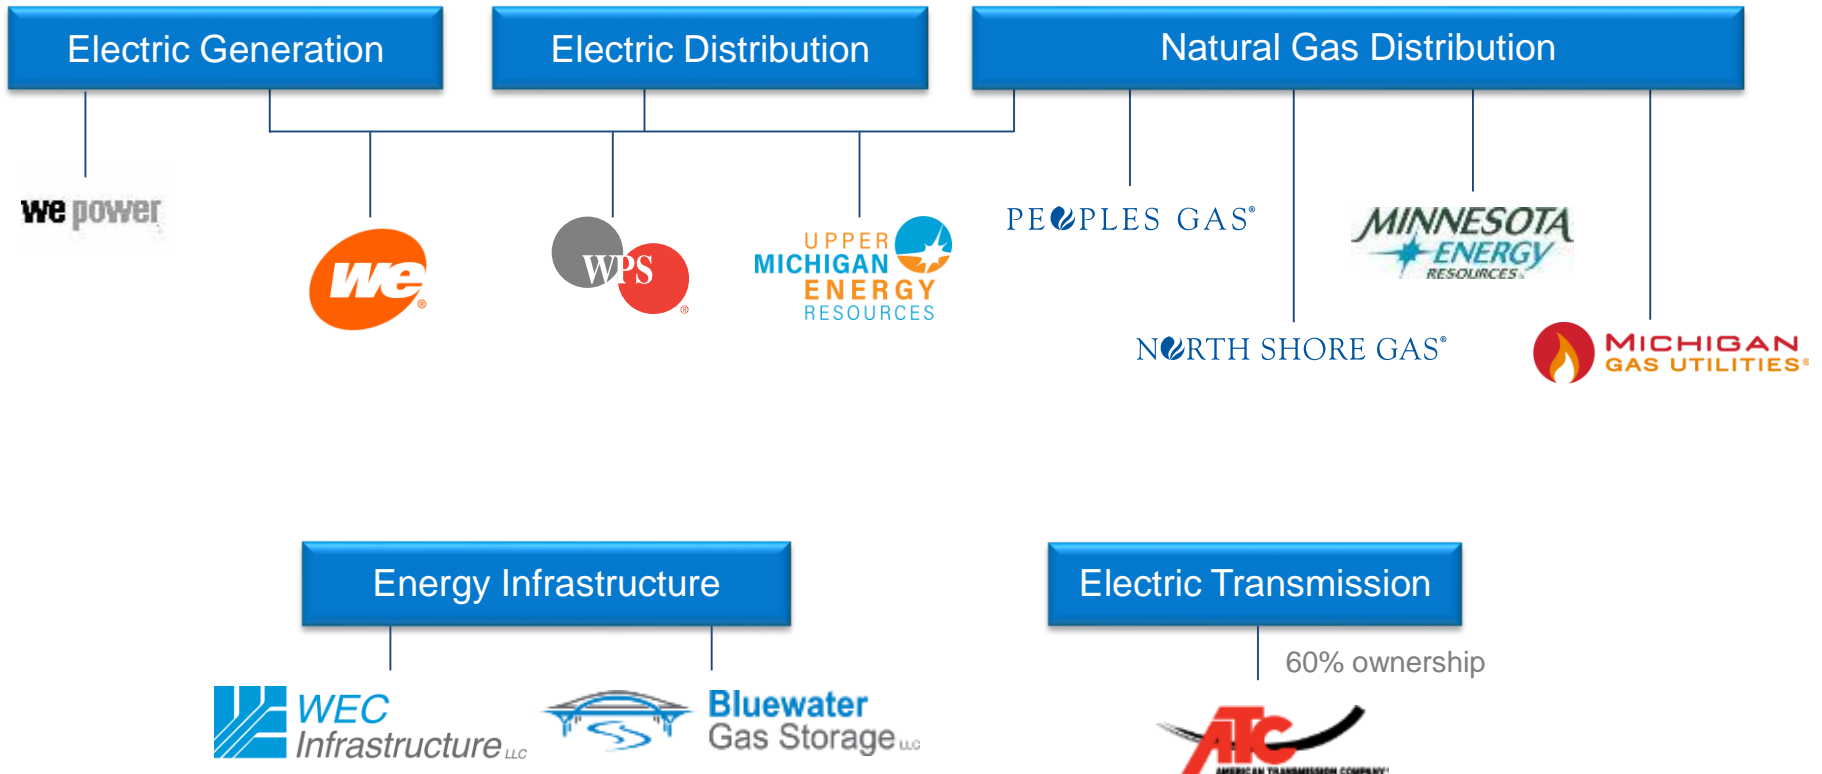 Electric Generation
Electric Distribution
Natural Gas Distribution
we power
we®
WPS®
UPPER
MICHIGAN
ENERGY
RESOURCES
PEOPLES GAS®
MINNESOTA
ENERGY
RESOURCES
NORTH SHORE GAS®
MICHIGAN
GAS UTILITIES®
Energy Infrastructure
Electric Transmission
60% ownership
WEC
Infrastructure LLC
Bluewater
Gas Storage LLC
ATC
AMERICAN TRANSMISSION COMPANY